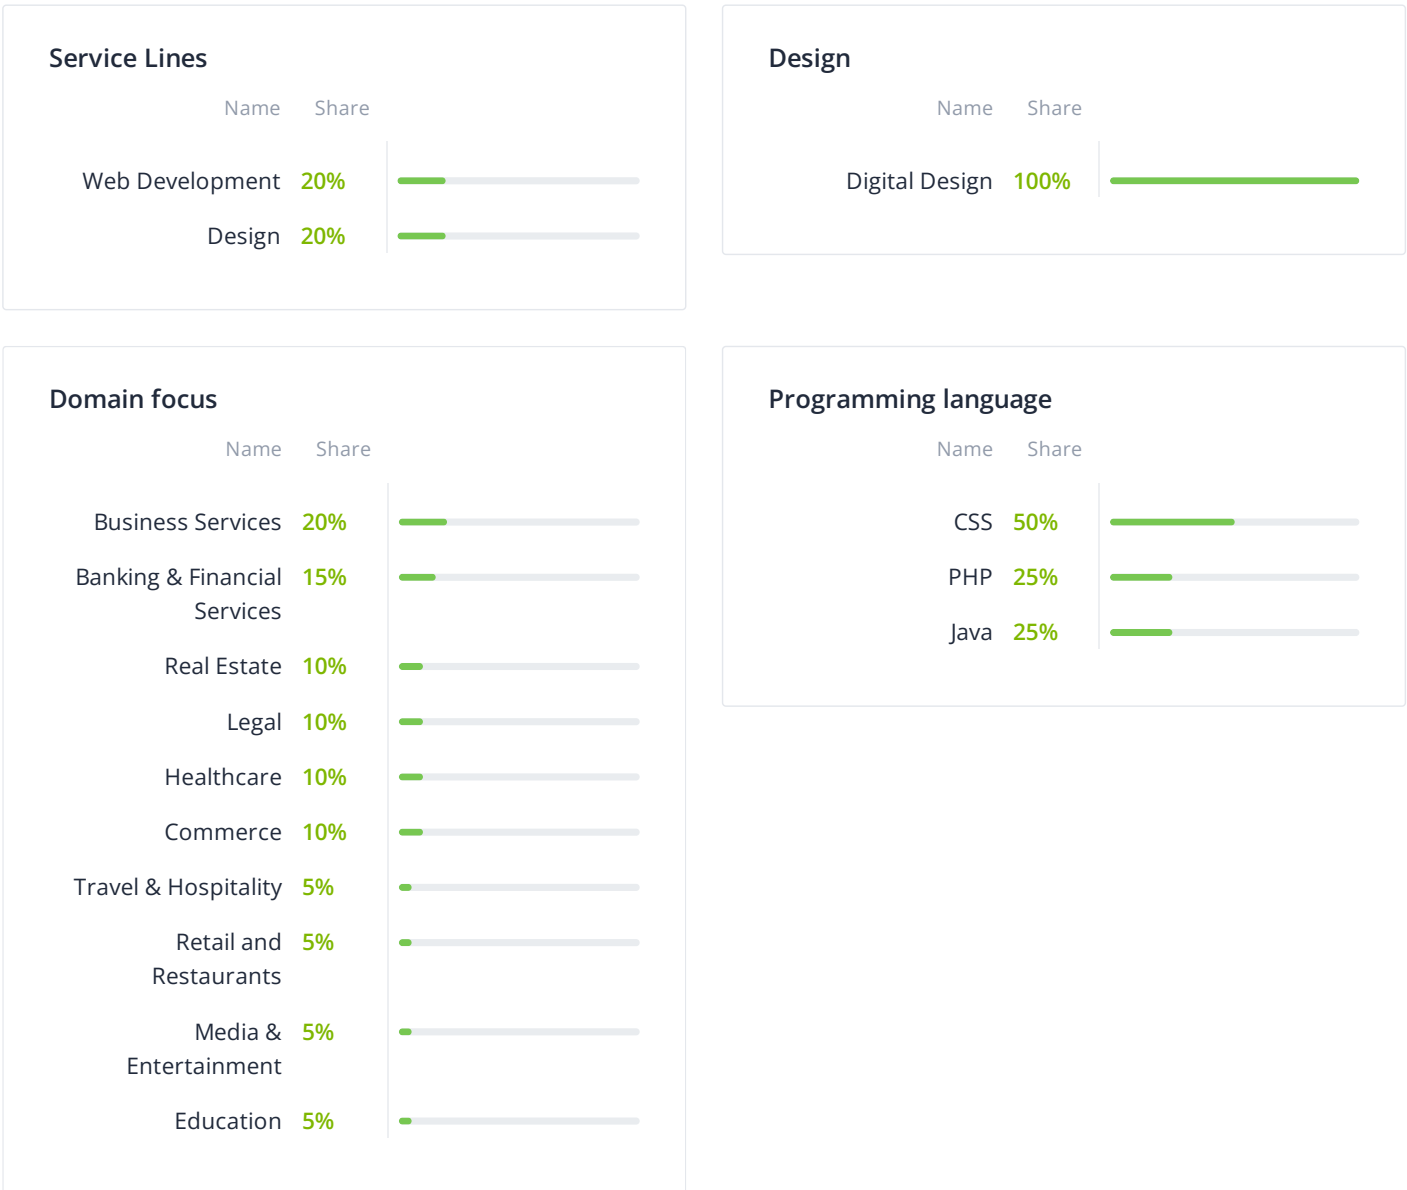 Service Lines
Name Share
Web Development 20%
Design 20%
Design
Name Share
Digital Design 100%
Domain focus
Name Share
Business Services 20%
Banking & Financial 15%
Services
Real Estate 10%
Legal 10%
Healthcare 10%
Commerce 10%
Travel & Hospitality 5%
Retail and 5%
Restaurants
Media & 5%
Entertainment
Education 5%
Programming language
Name Share
CSS 50%
PHP 25%
Java 25%